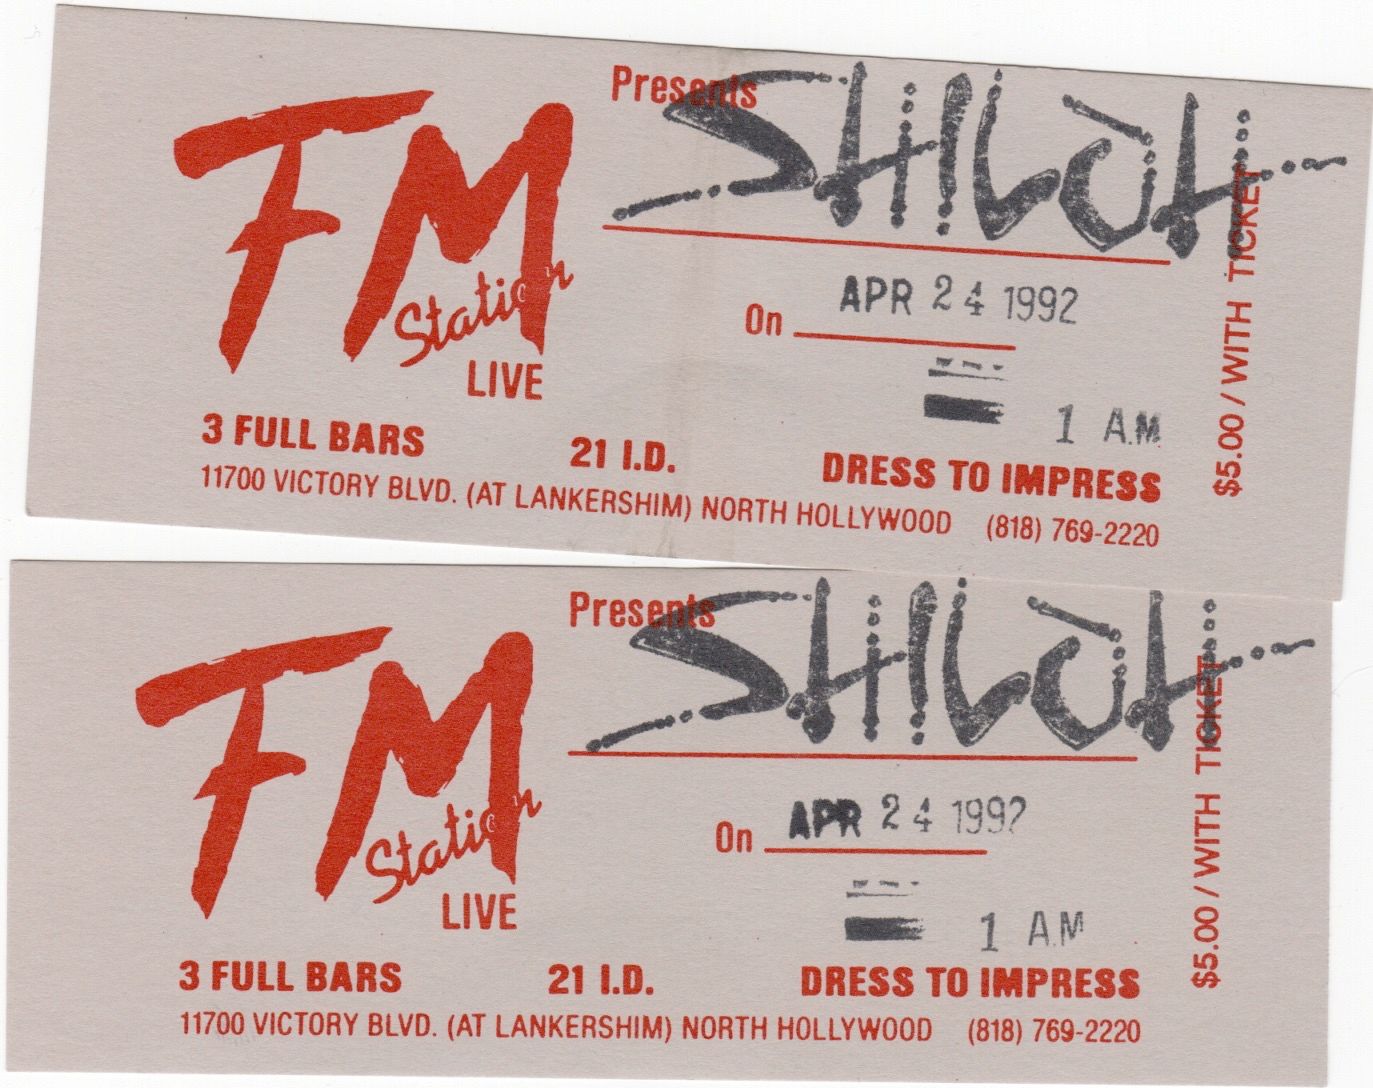 Presents SHILOH
FM
Station
LIVE
On APR 24 1992
1 A.M
3 FULL BARS 21 I.D. DRESS TO IMPRESS
11700 VICTORY BLVD. (AT LANKERSHIM) NORTH HOLLYWOOD (818) 769-2220
$5.00 / WITH TICKET
Presents SHILOH
FM
Station
LIVE
On APR 24 1992
1 A.M
3 FULL BARS 21 I.D. DRESS TO IMPRESS
11700 VICTORY BLVD. (AT LANKERSHIM) NORTH HOLLYWOOD (818) 769-2220
$5.00 / WITH TICKET